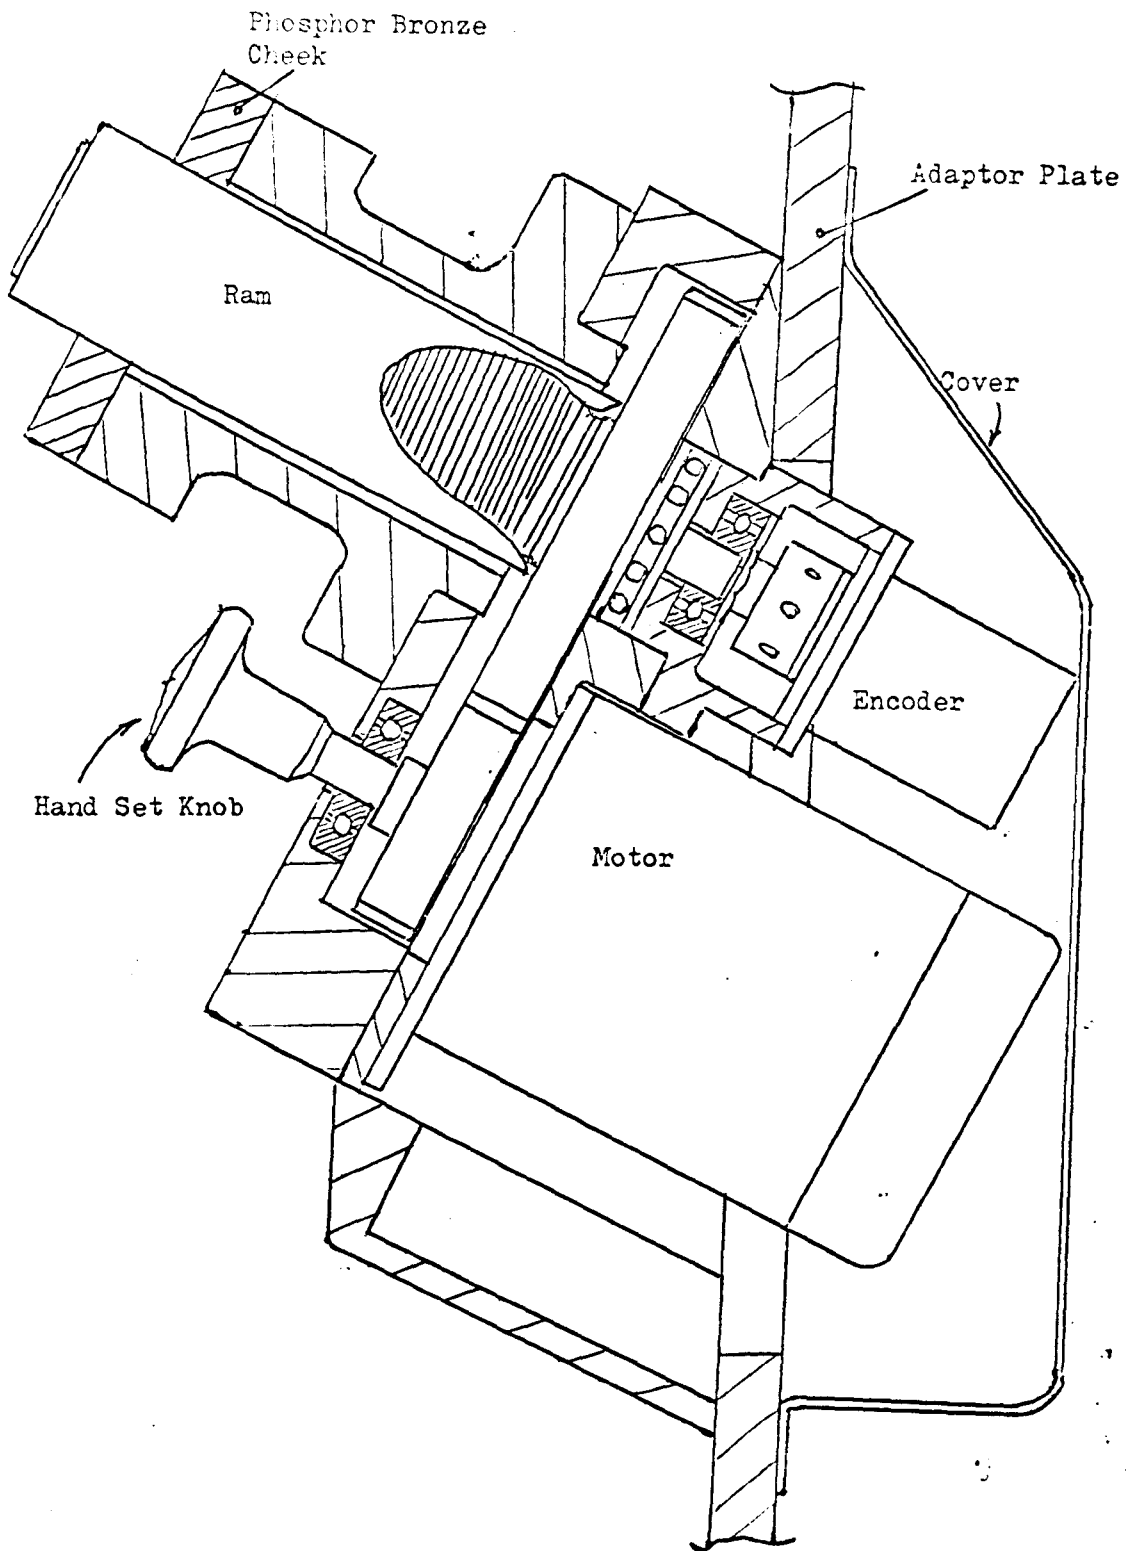 Phosphor Bronze
Cheek
Adaptor Plate
Ram
Cover
Encoder
Hand Set Knob
Motor